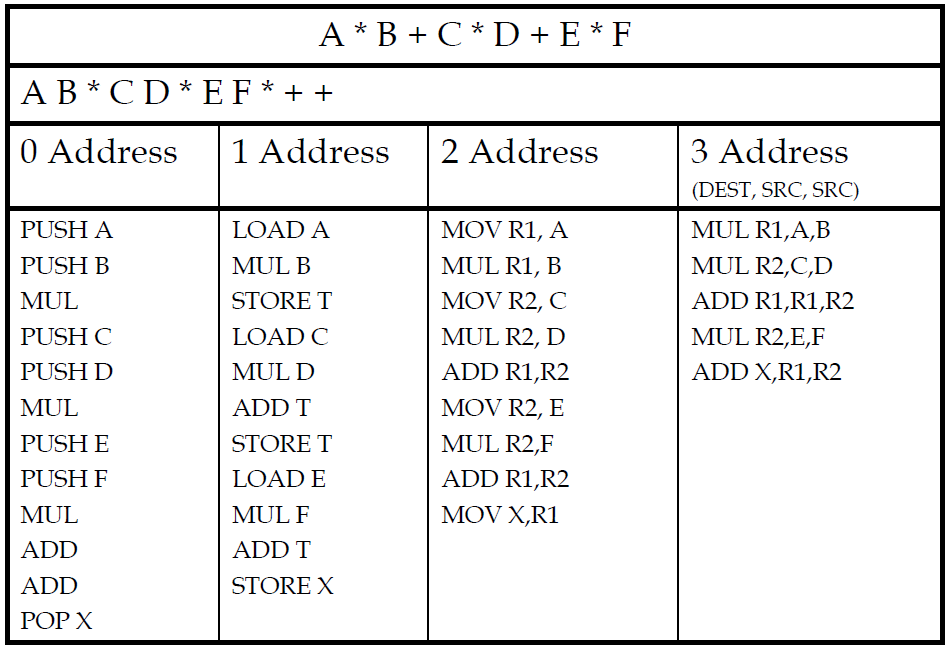 A * B + C * D + E * F
A B * C D * E F * + +
0 Address
1 Address
2 Address
3 Address
(DEST, SRC, SRC)
PUSH A
PUSH B
MUL
PUSH C
PUSH D
MUL
PUSH E
PUSH F
MUL
ADD
ADD
POP X
LOAD A
MUL B
STORE T
LOAD C
MUL D
ADD T
STORE T
LOAD E
MUL F
ADD T
STORE X
MOV R1, A
MUL R1, B
MOV R2, C
MUL R2, D
ADD R1,R2
MOV R2, E
MUL R2,F
ADD R1,R2
MOV X,R1
MUL R1,A,B
MUL R2,C,D
ADD R1,R1,R2
MUL R2,E,F
ADD X,R1,R2